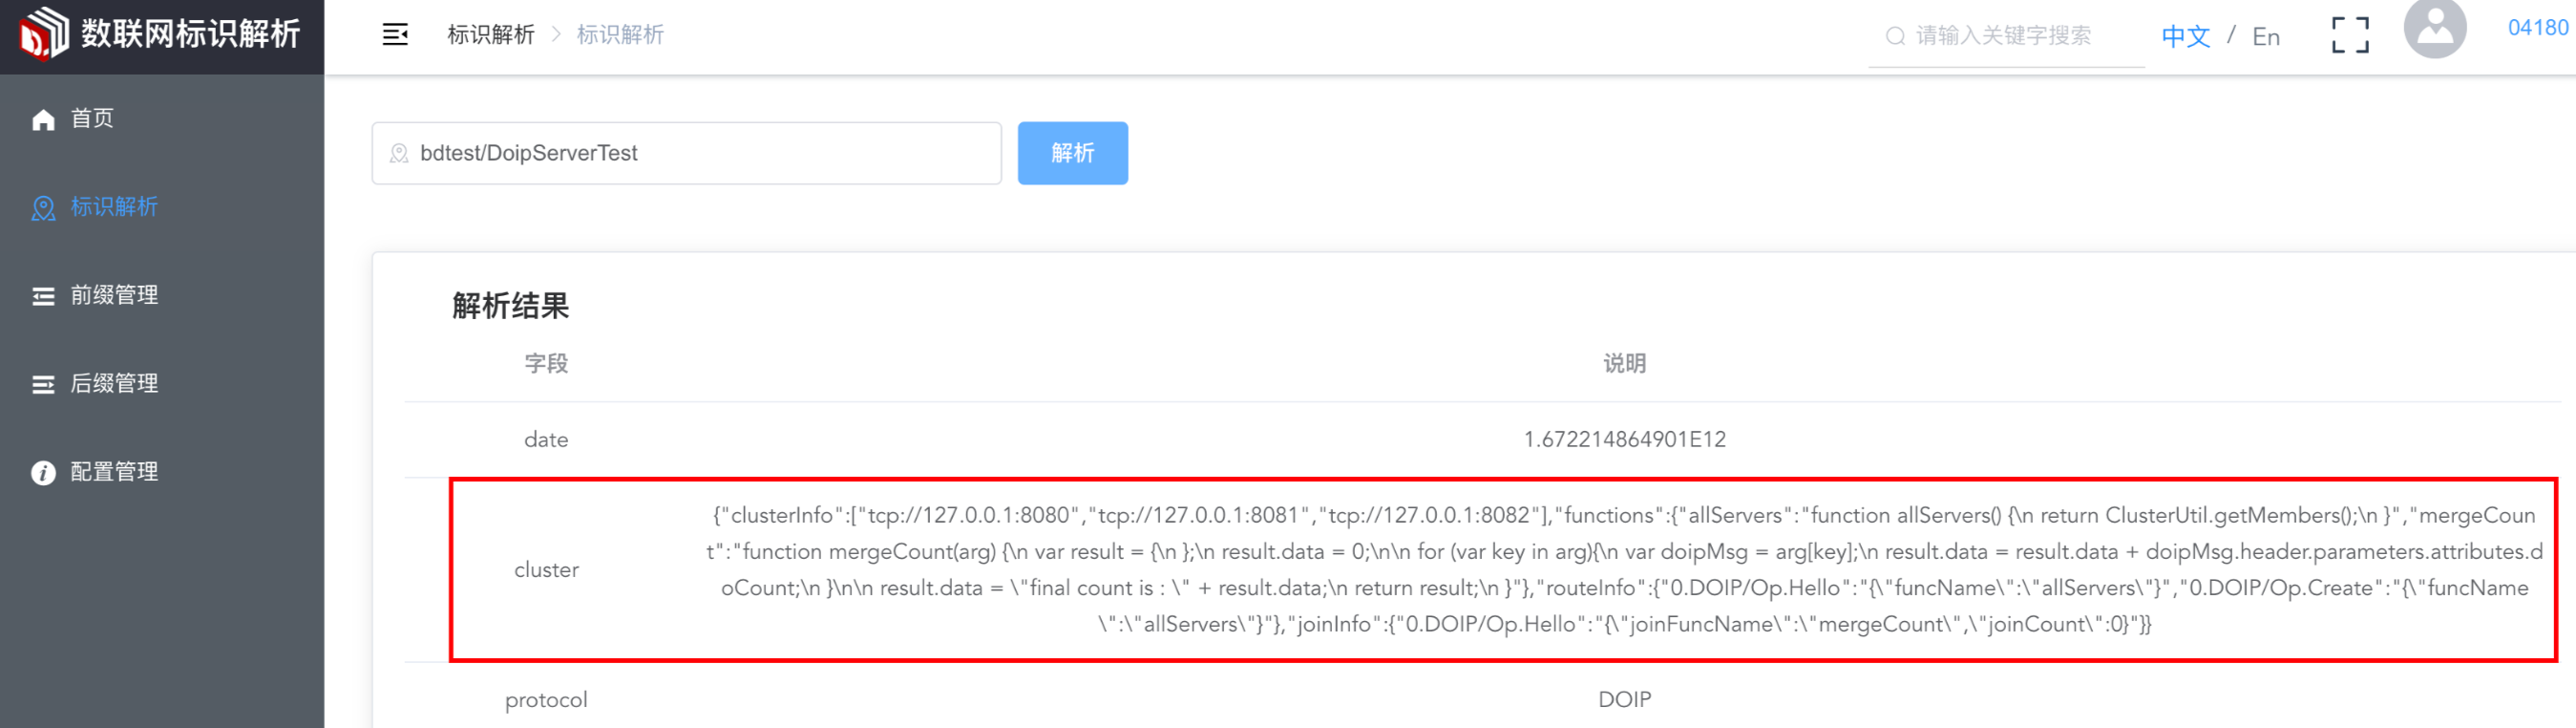 数联网标识解析
标识解析 > 标识解析
请输入关键字搜索
中文 / En
04180
首页
标识解析
前缀管理
后缀管理
配置管理
bdtest/DoipServerTest
解析
解析结果
字段 说明
date 1.672214864901E12
cluster
{"clusterInfo":["tcp://127.0.0.1:8080","tcp://127.0.0.1:8081","tcp://127.0.0.1:8082"],"functions":{"allServers":"function allServers() {\n return ClusterUtil.getMembers();\n }","mergeCoun
t":"function mergeCount(arg) {\n var result = {\n };\n result.data = 0;\n\n for (var key in arg){\n var doipMsg = arg[key];\n result.data = result.data + doipMsg.header.parameters.attributes.d
oCount;\n }\n\n result.data = \"final count is : \" + result.data;\n return result;\n }"},"routeInfo":{"0.DOIP/Op.Hello":"{\"funcName\":\"allServers\"}","0.DOIP/Op.Create":"{\"funcName
\":\"allServers\"}"},"joinInfo":{"0.DOIP/Op.Hello":"{\"joinFuncName\":\"mergeCount\",\"joinCount\":0}"}}
protocol DOIP